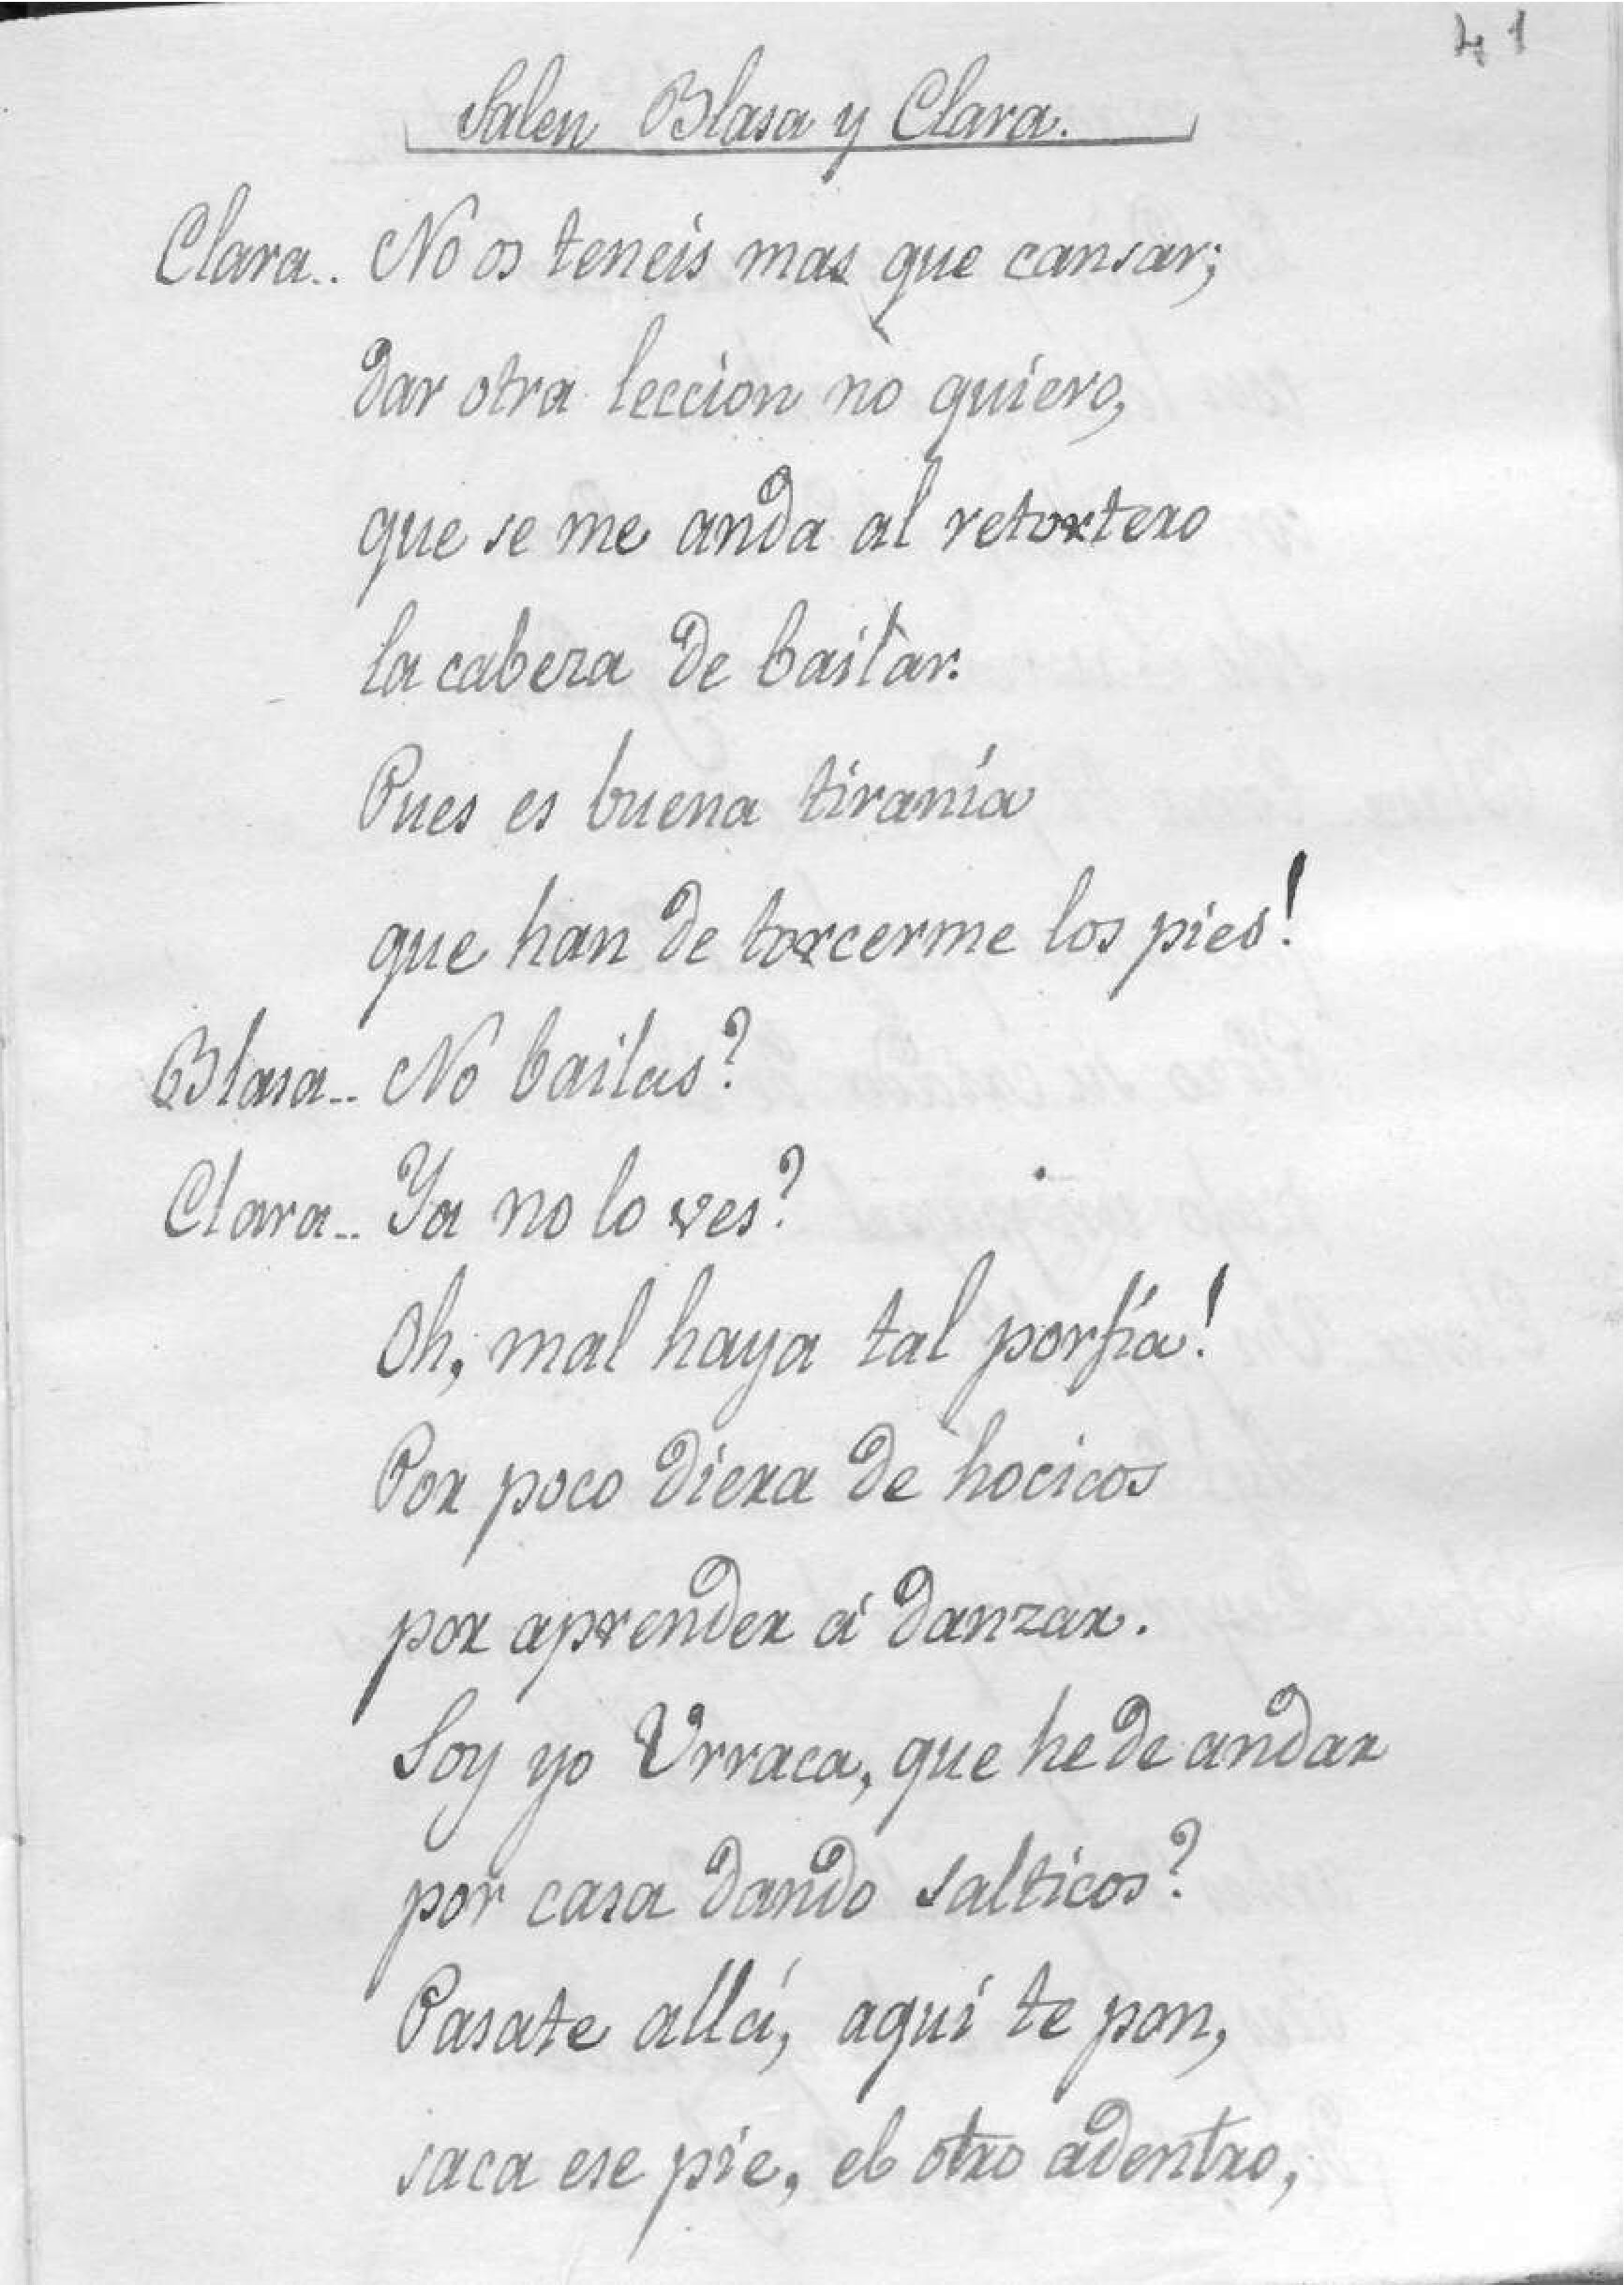 41
Salen Blasa y Clara.
Clara.. No os teneis mas que cansar;
dar otra leccion no quiero,
que se me anda al retortero
la cabeza de bailar.
Pues es buena tiranía
que han de torcerme los pies!
Blasa.. No bailas?
Clara.. Ya no lo ves?
Oh, mal haya tal porfía!
Por poco diera de hocicos
por aprender á danzar.
Soy yo Urraca, que he de andar
por casa dando salticos?
Pasate allá, aquí te pon,
saca ese pie, el otro adentro,